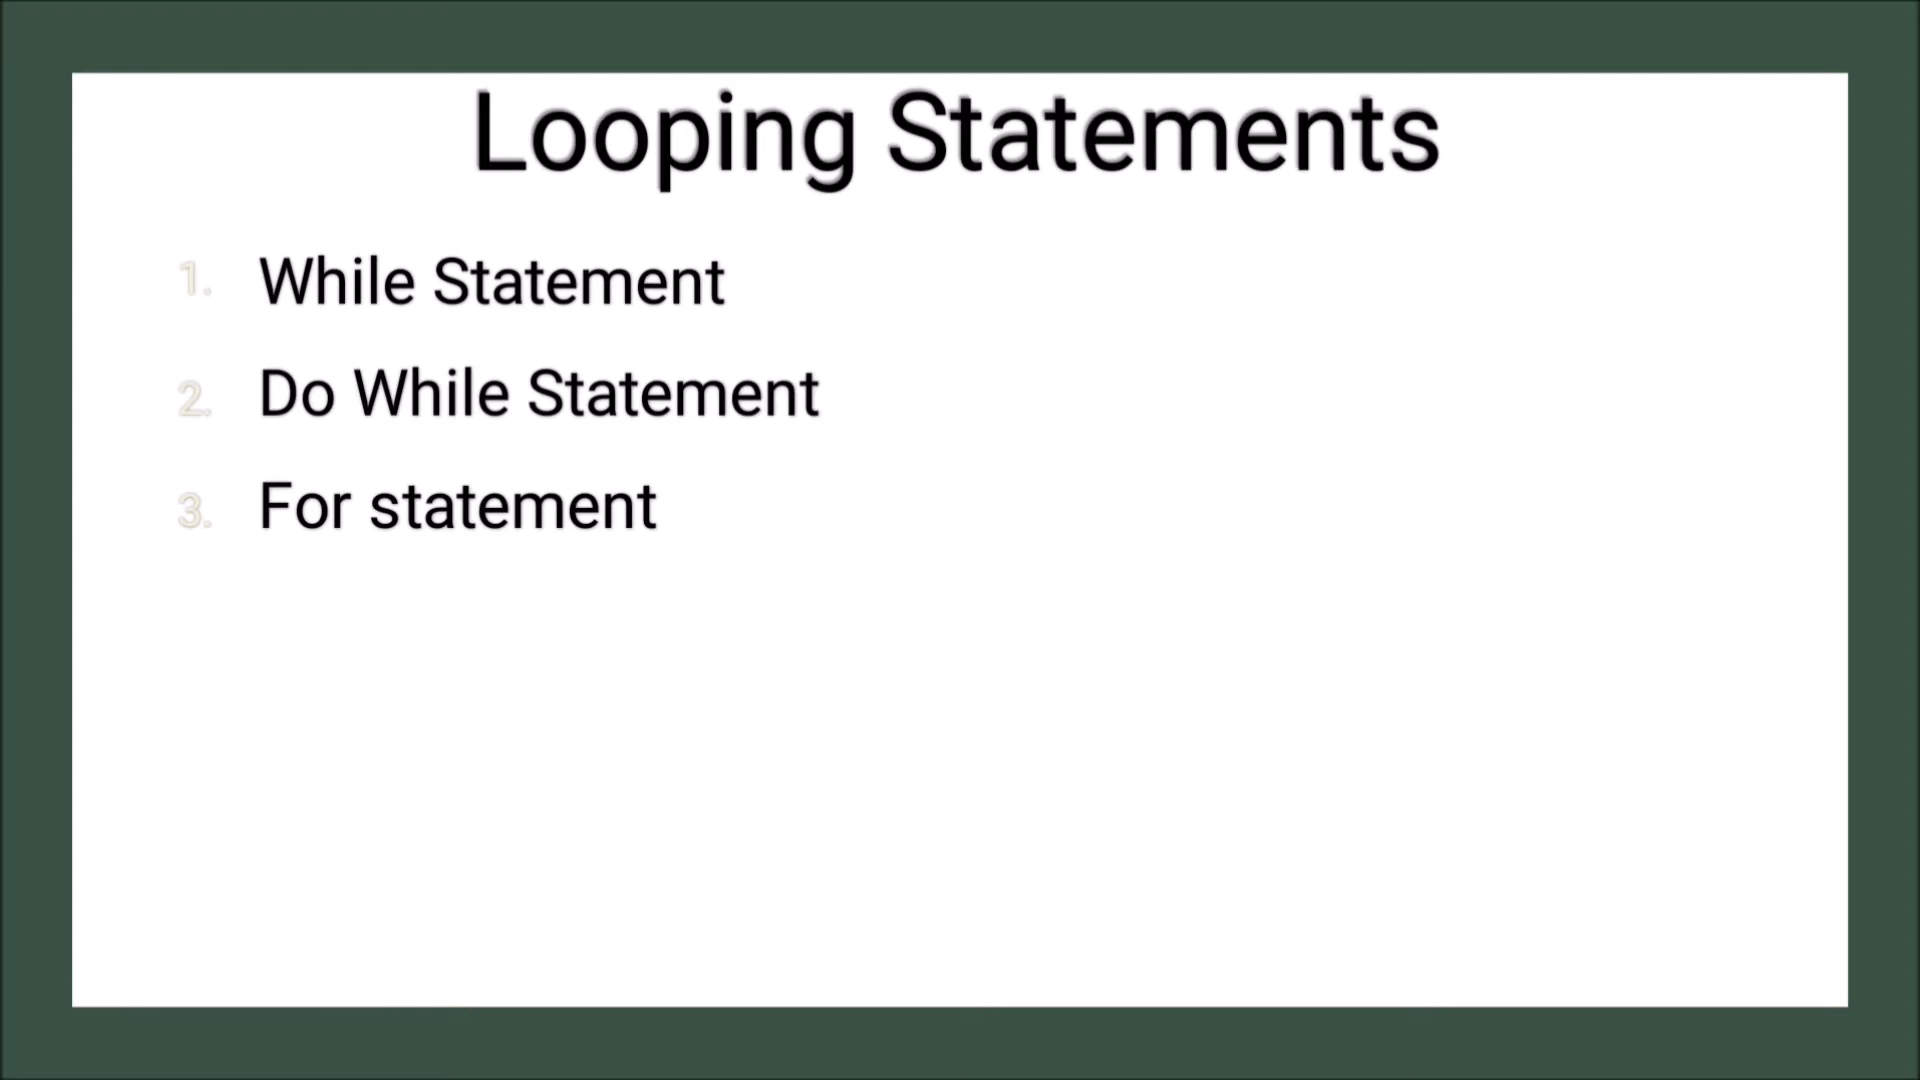 Looping Statements
1. While Statement
2. Do While Statement
3. For statement